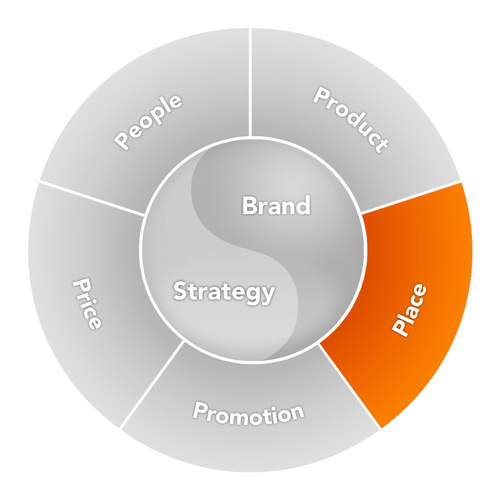 People
Product
Brand
Strategy
Price
Place
Promotion